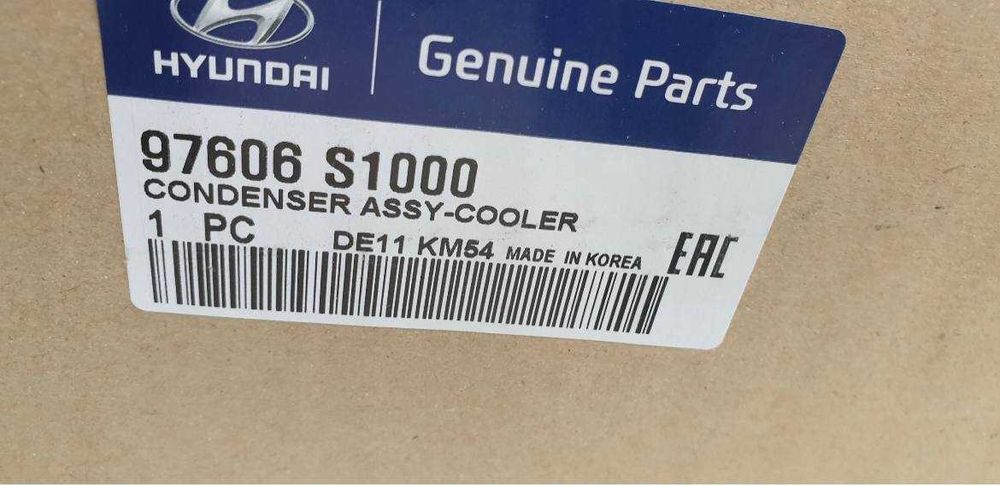 HYUNDAI
Genuine Parts
97606 S1000
CONDENSER ASSY-COOLER
1 PC DE11 KM54 MADE IN KOREA EAC